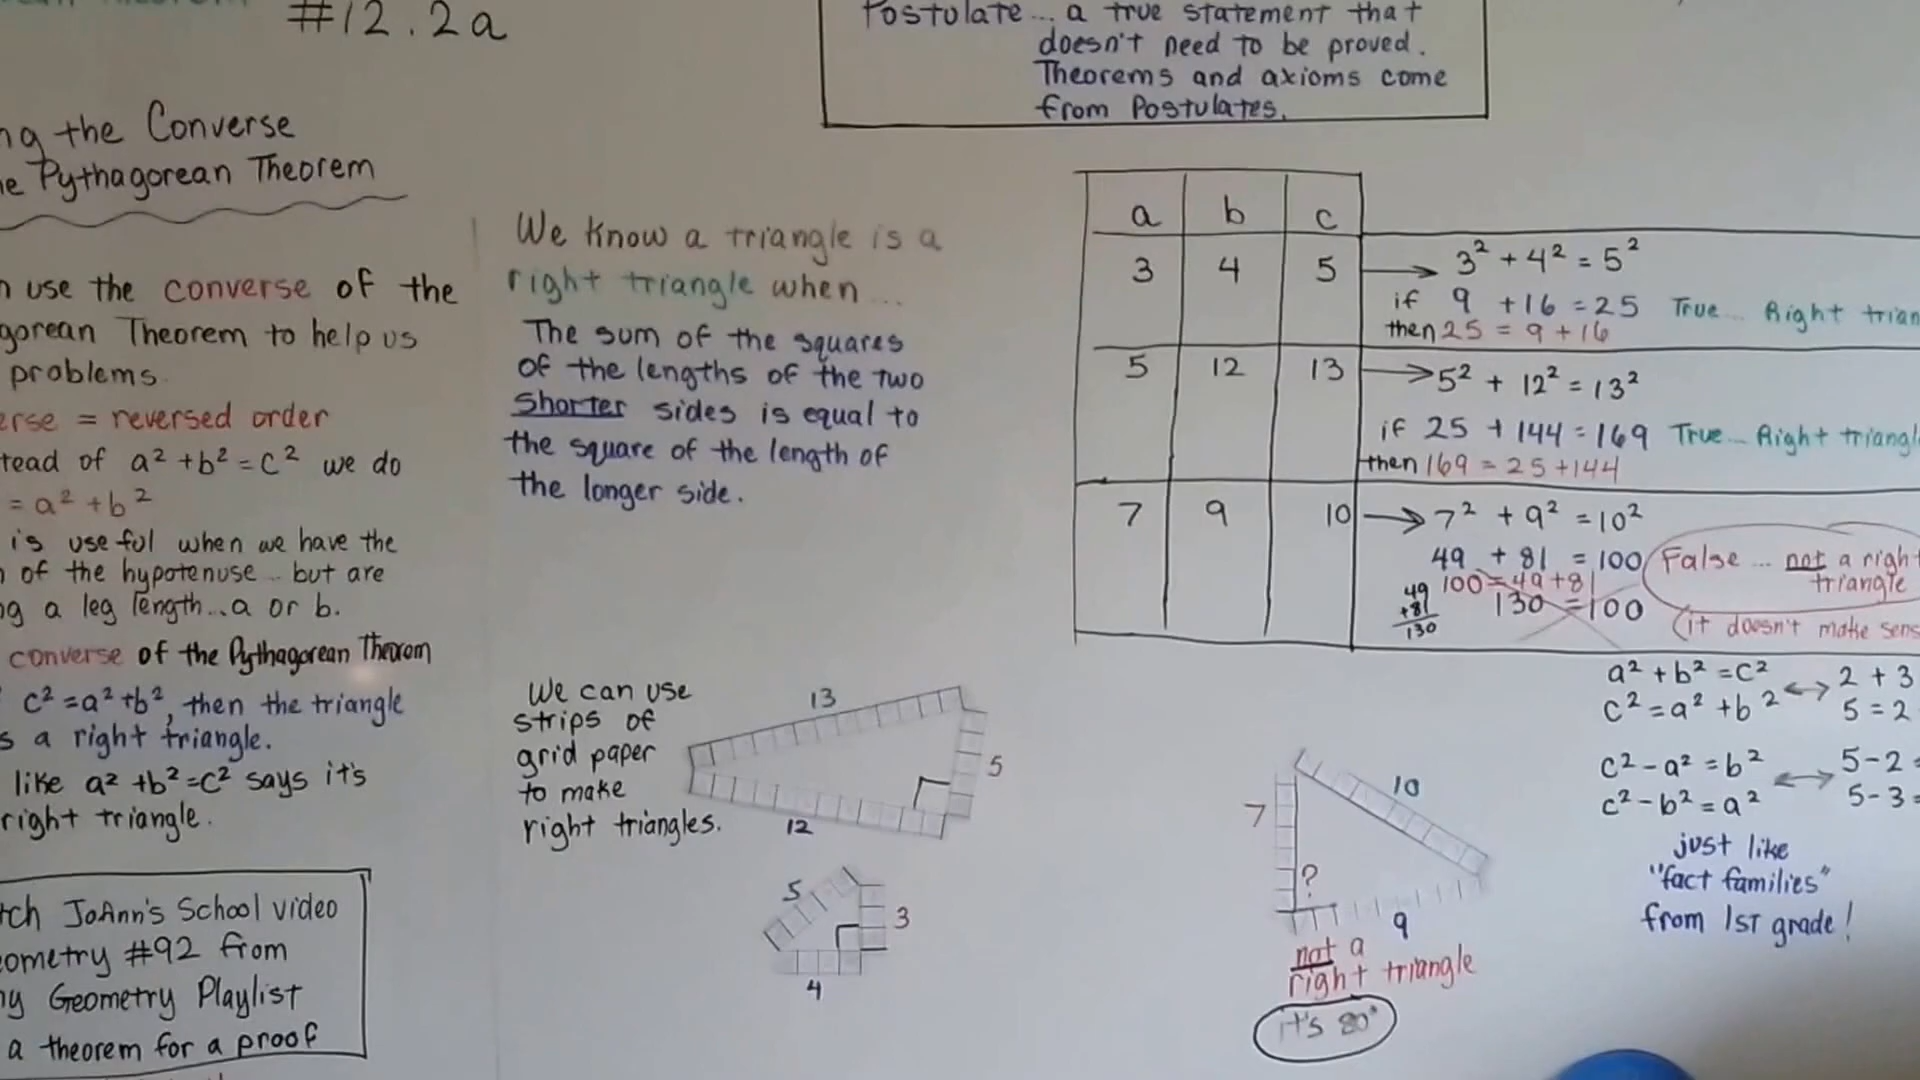 #12.2a
the Converse
Pythagorean Theorem
use the converse of the
Theorem to help us
problems.
= reversed order
of a² + b² = c² we do
= a² + b²
is useful when we have the
of the hypotenuse... but are
a leg length... a or b.
converse of the Pythagorean Theorem
c² = a² + b², then the triangle
a right triangle.
like a² + b² = c² says it's
right triangle.
JoAnn's School video
#92 from
Geometry Playlist
a theorem for a proof
Postulate... a true statement that
doesn't need to be proved.
Theorems and axioms come
from Postulates.
We know a triangle is a
right triangle when...
The sum of the squares
of the lengths of the two
shorter sides is equal to
the square of the length of
the longer side.
We can use
strips of
grid paper
to make
right triangles.
13
5
12
5
3
4
a b c
3 4 5 → 3² + 4² = 5²
if 9 + 16 = 25 True... Right
then 25 = 9 + 16
5 12 13 → 5² + 12² = 13²
if 25 + 144 = 169 True... Right
then 169 = 25 + 144
7 9 10 → 7² + 9² = 10²
49 + 81 = 100 False... not a
100 = 49 + 81 triangle
49 +81 130
130 = 100
(it doesn't make
a² + b² = c² ↔ 2 + 3
c² = a² + b² 5 = 2
c² - a² = b² ↔ 5 - 2
c² - b² = a² 5 - 3
just like
"fact families"
from 1st grade!
7
10
?
9
not a
right triangle
it's 80°